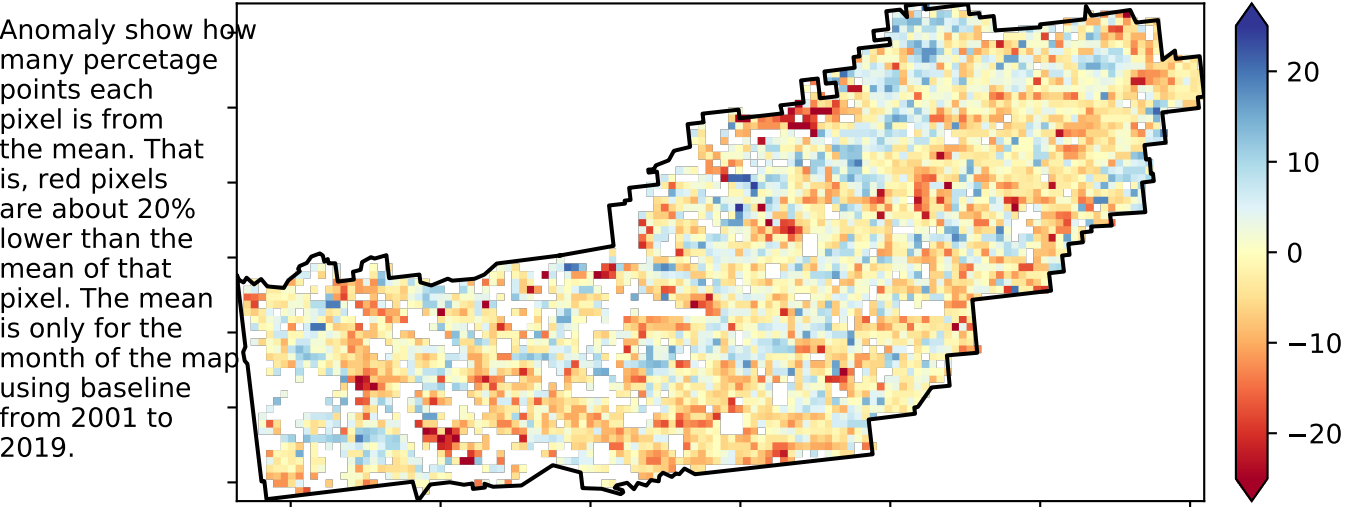 Anomaly show how
many percetage
points each
pixel is from
the mean. That
is, red pixels
are about 20%
lower than the
mean of that
pixel. The mean
is only for the
month of the map
using baseline
from 2001 to
2019.
20
10
0
−10
−20